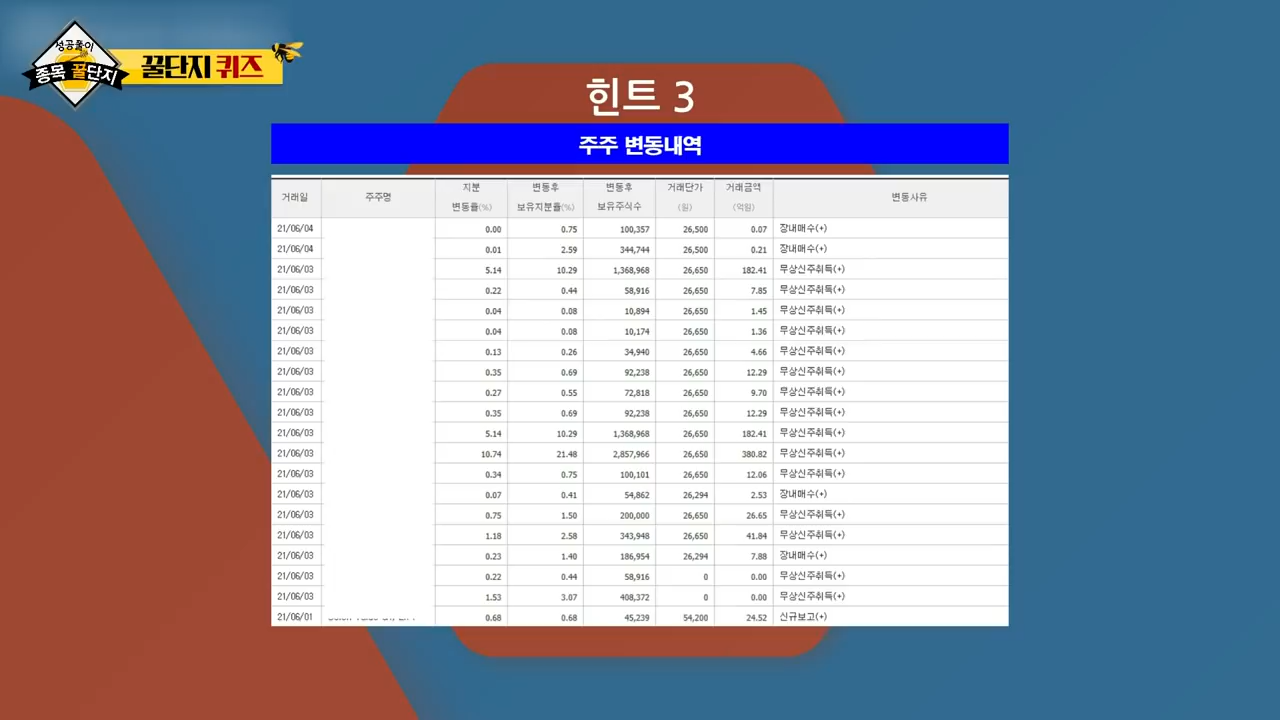 성공풀이
종목 꿀단지
꿀단지 퀴즈
힌트 3
주주 변동내역
거래일 주주명 지분 변동률(%) 변동후 보유지분율(%) 변동후 보유주식수 거래단가 (원) 거래금액 (억원) 변동사유
21/06/04 0.00 0.75 100,357 26,500 0.07 장내매수(+)
21/06/04 0.01 2.59 344,744 26,500 0.21 장내매수(+)
21/06/03 5.14 10.29 1,368,968 26,650 182.41 무상신주취득(+)
21/06/03 0.22 0.44 58,916 26,650 7.85 무상신주취득(+)
21/06/03 0.04 0.08 10,894 26,650 1.45 무상신주취득(+)
21/06/03 0.04 0.08 10,174 26,650 1.36 무상신주취득(+)
21/06/03 0.13 0.26 34,940 26,650 4.66 무상신주취득(+)
21/06/03 0.35 0.69 92,238 26,650 12.29 무상신주취득(+)
21/06/03 0.27 0.55 72,818 26,650 9.70 무상신주취득(+)
21/06/03 0.35 0.69 92,238 26,650 12.29 무상신주취득(+)
21/06/03 5.14 10.29 1,368,968 26,650 182.41 무상신주취득(+)
21/06/03 10.74 21.48 2,857,966 26,650 380.82 무상신주취득(+)
21/06/03 0.34 0.75 100,101 26,650 12.06 무상신주취득(+)
21/06/03 0.07 0.41 54,862 26,294 2.53 장내매수(+)
21/06/03 0.75 1.50 200,000 26,650 26.65 무상신주취득(+)
21/06/03 1.18 2.58 343,948 26,650 41.84 무상신주취득(+)
21/06/03 0.23 1.40 186,954 26,294 7.88 장내매수(+)
21/06/03 0.22 0.44 58,916 0 0.00 무상신주취득(+)
21/06/03 1.53 3.07 408,372 0 0.00 무상신주취득(+)
21/06/01 0.68 0.68 45,239 54,200 24.52 신규보고(+)